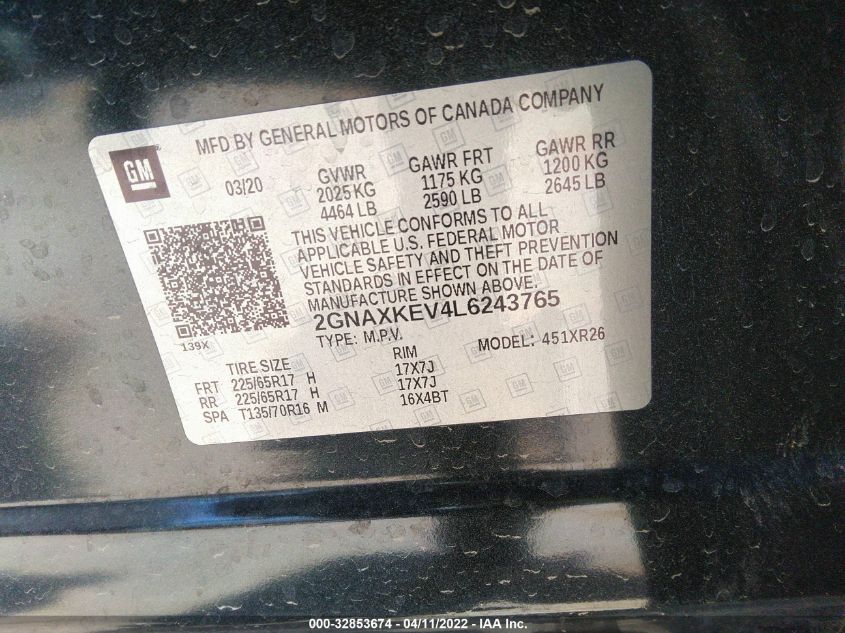 MFD BY GENERAL MOTORS OF CANADA COMPANY
GM
03/20 GVWR GAWR FRT GAWR RR
2025 KG 1175 KG 1200 KG
4464 LB 2590 LB 2645 LB
THIS VEHICLE CONFORMS TO ALL
APPLICABLE U.S. FEDERAL MOTOR
VEHICLE SAFETY AND THEFT PREVENTION
STANDARDS IN EFFECT ON THE DATE OF
MANUFACTURE SHOWN ABOVE.
2GNAXKEV4L6243765
139X
TYPE: M.P.V. MODEL: 451XR26
TIRE SIZE RIM
FRT 225/65R17 H 17X7J
RR 225/65R17 H 17X7J
SPA T135/70R16 M 16X4BT
000-32853674 - 04/11/2022 - IAA Inc.